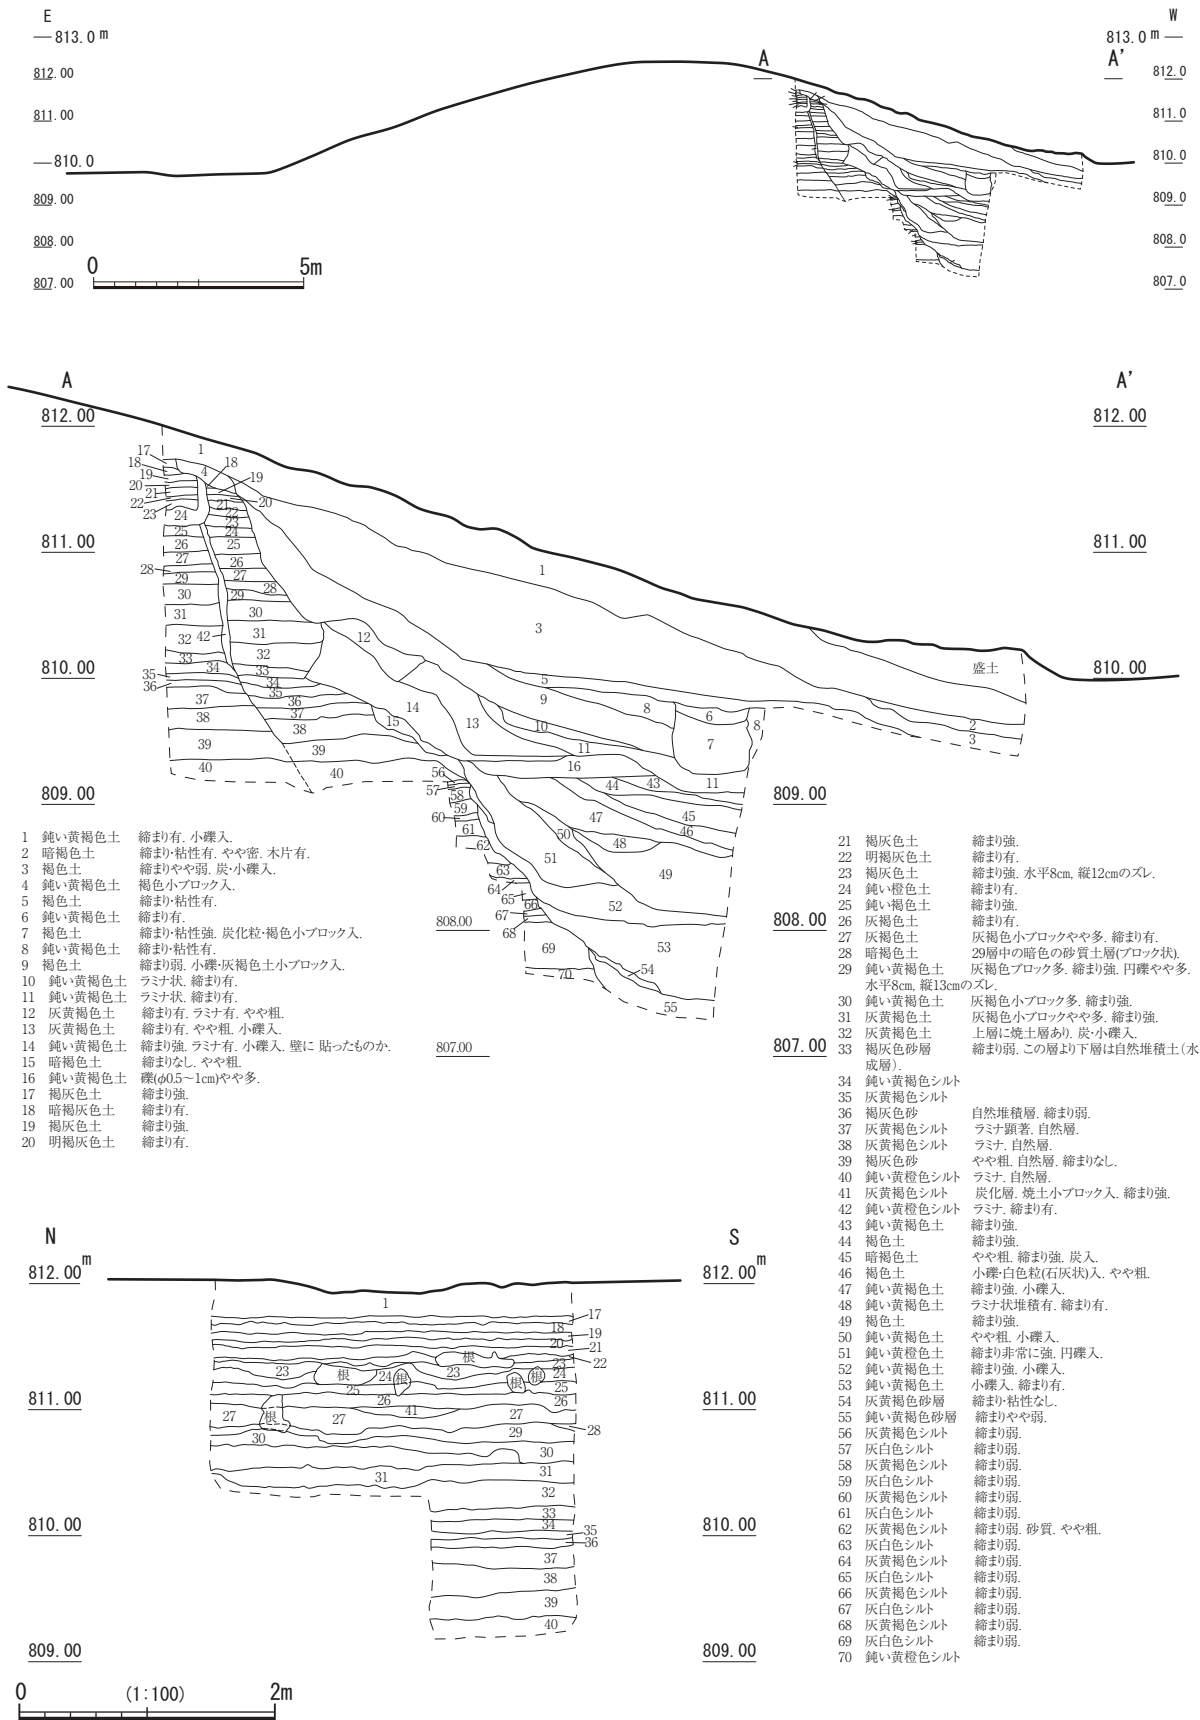 E
W
813.0 m
813.0 m
A
A'
812.00
812.0
811.00
811.0
810.0
810.0
809.00
809.0
808.00
808.0
807.00
807.0
0 5m
A
A'
812.00
812.00
811.00
811.00
810.00
810.00
809.00
809.00
808.00
808.00
807.00
807.00
盛土
1 鈍い黄褐色土 締まり有. 小礫入.
2 暗褐色土 締まり・粘性有. やや密. 木片有.
3 褐色土 締まりやや弱. 炭・小礫入.
4 鈍い黄褐色土 褐色小ブロック入.
5 褐色土 締まり・粘性有.
6 鈍い黄褐色土 締まり有.
7 褐色土 締まり・粘性強. 炭化粒・褐色小ブロック入.
8 鈍い黄褐色土 締まり・粘性有.
9 褐色土 締まり弱. 小礫・灰褐色土小ブロック入.
10 鈍い黄褐色土 ラミナ状. 締まり有.
11 鈍い黄褐色土 ラミナ状. 締まり有.
12 灰黄褐色土 締まり有. ラミナ有. やや粗.
13 灰黄褐色土 締まり有. やや粗. 小礫入.
14 鈍い黄褐色土 締まり強. ラミナ有. 小礫入. 壁に 貼ったものか.
15 暗褐色土 締まりなし. やや粗.
16 鈍い黄褐色土 礫(φ0.5～1cm)やや多.
17 褐灰色土 締まり強.
18 暗褐灰色土 締まり有.
19 褐灰色土 締まり強.
20 明褐灰色土 締まり有.
21 褐灰色土 締まり強.
22 明褐灰色土 締まり有.
23 褐灰色土 締まり強. 水平8cm, 縦12cmのズレ.
24 鈍い橙色土 締まり有.
25 鈍い褐色土 締まり強.
26 灰褐色土 締まり有.
27 灰褐色土 灰褐色小ブロックやや多. 締まり有.
28 暗褐色土 29層中の暗色の砂質土層(ブロック状).
29 鈍い黄褐色土 灰褐色ブロック多. 締まり強. 円礫やや多.
水平8cm, 縦13cmのズレ.
30 鈍い黄褐色土 灰褐色小ブロック多. 締まり強.
31 灰黄褐色土 灰褐色小ブロックやや多. 締まり強.
32 灰黄褐色土 上層に焼土層あり. 炭・小礫入.
33 褐灰色砂層 締まり弱. この層より下層は自然堆積土(水
成層).
34 鈍い黄褐色シルト
35 灰黄褐色シルト
36 褐灰色砂 自然堆積層. 締まり弱.
37 灰黄褐色シルト ラミナ顕著. 自然層.
38 灰黄褐色シルト ラミナ. 自然層.
39 褐灰色砂 やや粗. 自然層. 締まりなし.
40 鈍い黄橙色シルト ラミナ. 自然層.
41 灰黄褐色シルト 炭化層. 焼土小ブロック入. 締まり強.
42 鈍い黄橙色シルト ラミナ. 締まり有.
43 鈍い黄褐色土 締まり強.
44 褐色土 締まり強.
45 暗褐色土 やや粗. 締まり強. 炭入.
46 褐色土 小礫・白色粒(石灰状)入. やや粗.
47 鈍い黄褐色土 締まり強. 小礫入.
48 鈍い黄褐色土 ラミナ状堆積有. 締まり有.
49 褐色土 締まり強.
50 鈍い黄褐色土 やや粗. 小礫入.
51 鈍い黄橙色土 締まり非常に強. 円礫入.
52 鈍い黄褐色土 締まり強. 小礫入.
53 鈍い黄褐色土 小礫入. 締まり有.
54 灰黄褐色砂層 締まり・粘性なし.
55 鈍い黄褐色砂層 締まりやや弱.
56 灰黄褐色シルト 締まり弱.
57 灰白色シルト 締まり弱.
58 灰黄褐色シルト 締まり弱.
59 灰白色シルト 締まり弱.
60 灰黄褐色シルト 締まり弱.
61 灰白色シルト 締まり弱.
62 灰黄褐色シルト 締まり弱. 砂質. やや粗.
63 灰白色シルト 締まり弱.
64 灰黄褐色シルト 締まり弱.
65 灰白色シルト 締まり弱.
66 灰黄褐色シルト 締まり弱.
67 灰白色シルト 締まり弱.
68 灰黄褐色シルト 締まり弱.
69 灰白色シルト 締まり弱.
70 鈍い黄橙色シルト
N
S
812.00 m
812.00 m
811.00
811.00
810.00
810.00
809.00
809.00
根
根
根
根
根
根
0 (1:100) 2m